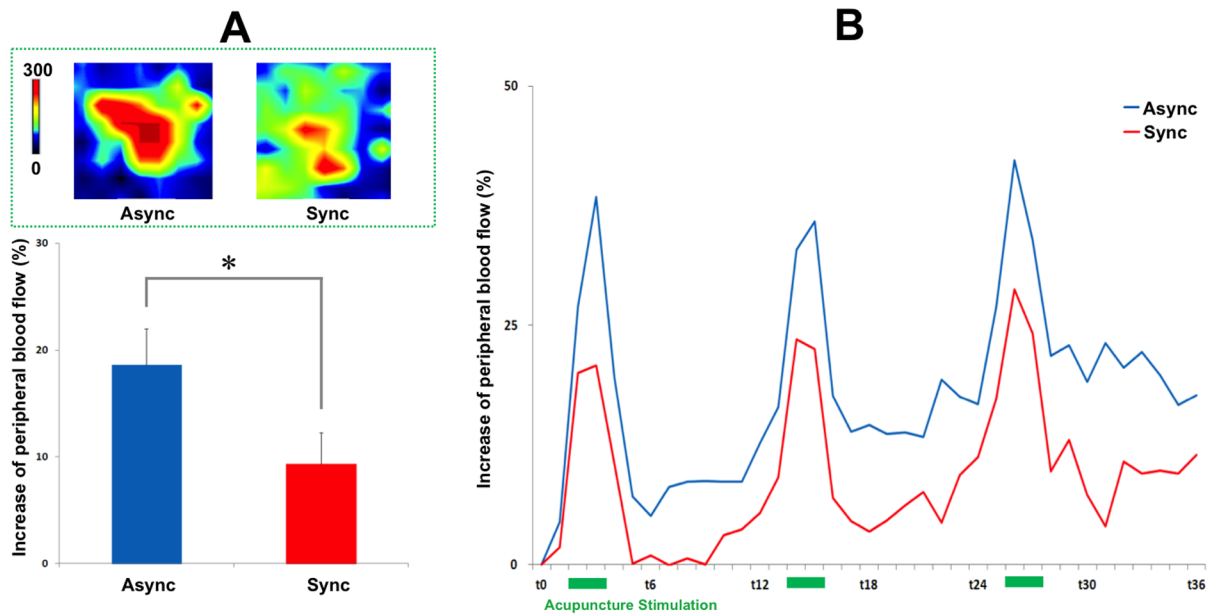 A
300
0
Async
Sync
Increase of peripheral blood flow (%)
30
20
10
0
*
Async
Sync
B
Increase of peripheral blood flow (%)
50
25
0
Async
Sync
t0
t6
t12
t18
t24
t30
t36
Acupuncture Stimulation